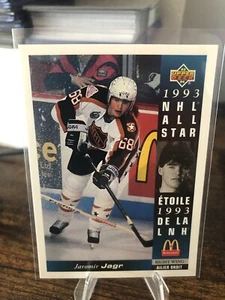 UPPER DECK
1993
NHL
ALL
STAR
68
68
ÉTOILE
1993
DE LA
LNH
Jaromir Jagr
AILIER DROIT